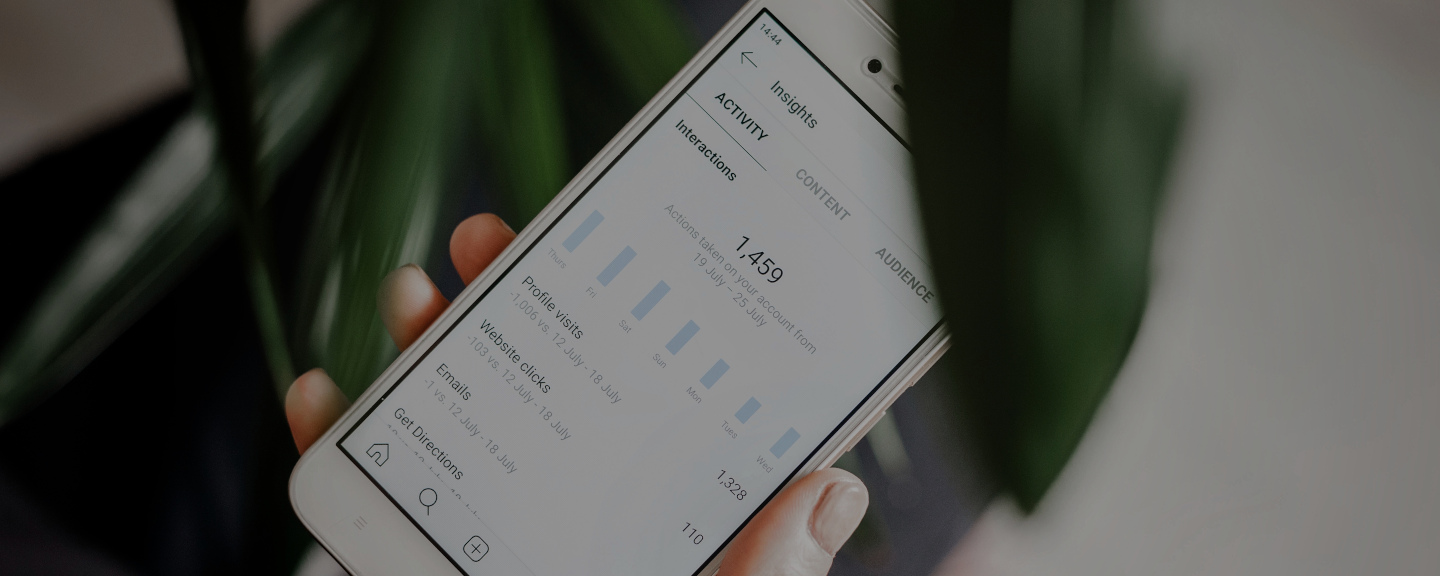 14:44
Insights
ACTIVITY
CONTENT
AUDIENCE
Interactions
1,459
Actions taken on your account from
19 July – 25 July
Thurs
Fri
Sat
Sun
Mon
Tues
Wed
Profile visits
1,328
-1,006 vs. 12 July - 18 July
Website clicks
110
-103 vs. 12 July - 18 July
Emails
-1 vs. 12 July - 18 July
Get Directions